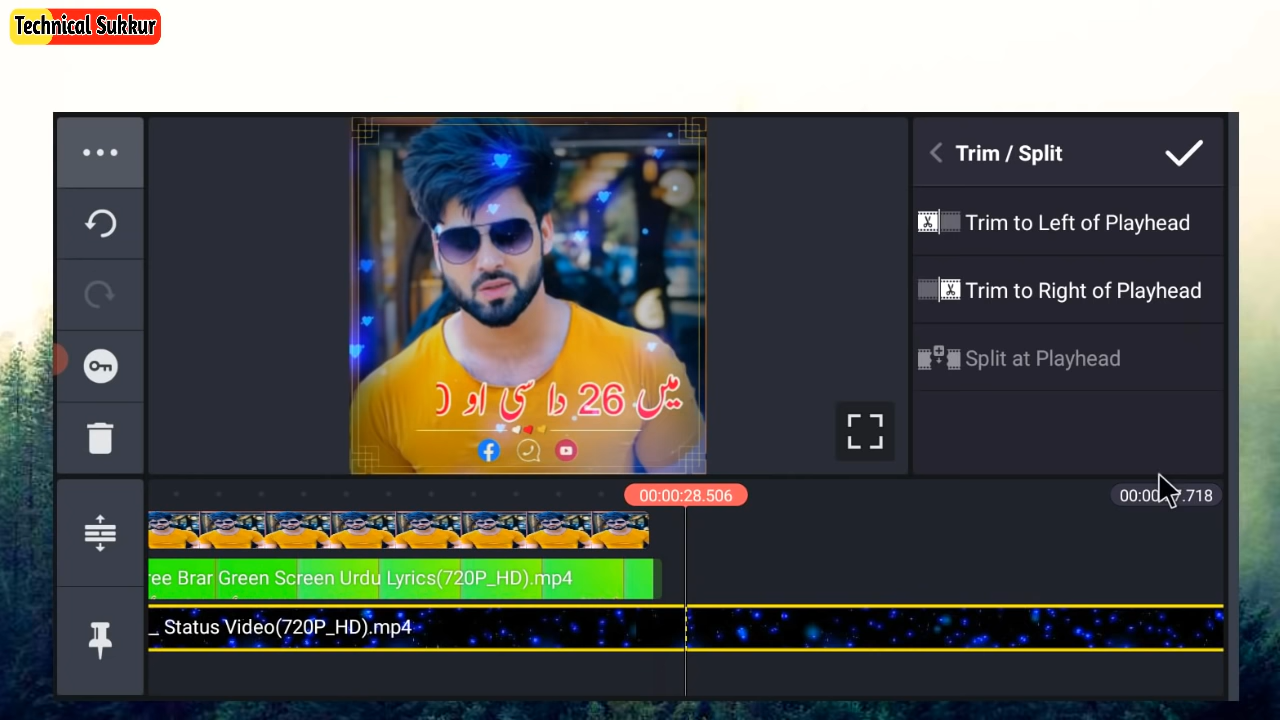 Technical Sukkur
Trim / Split
Trim to Left of Playhead
Trim to Right of Playhead
Split at Playhead
میں 26 دا سی او
00:00:28.506
ree Brar Green Screen Urdu Lyrics(720P_HD).mp4
_ Status Video(720P_HD).mp4